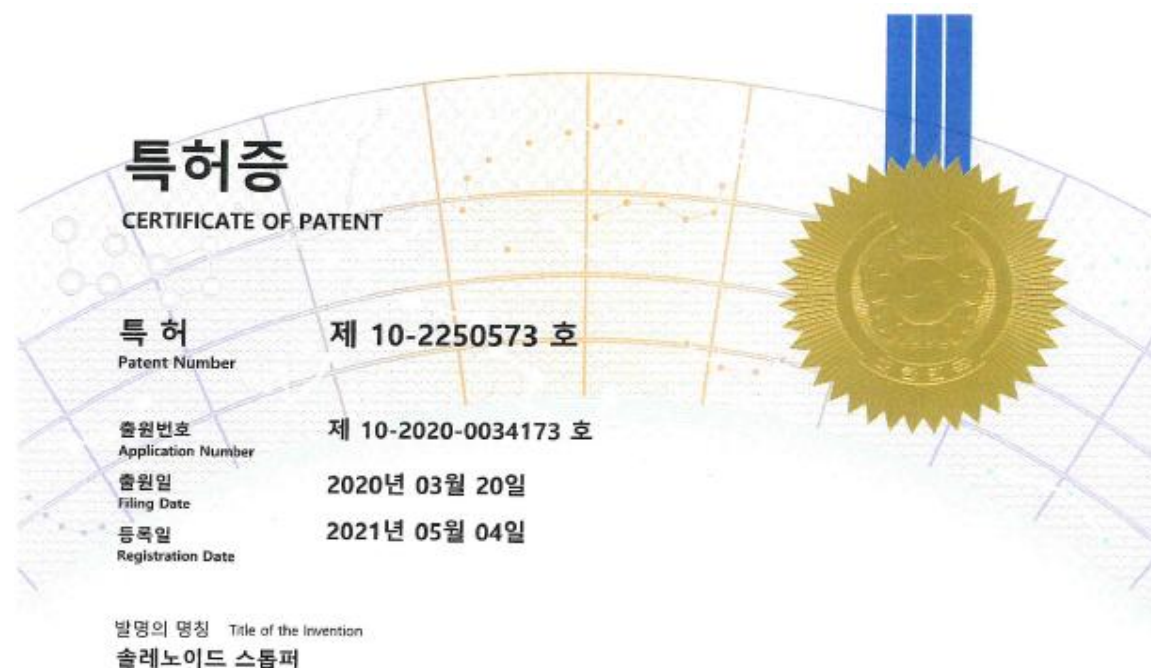 특허증
CERTIFICATE OF PATENT
특 허 제 10-2250573 호
Patent Number
출원번호 제 10-2020-0034173 호
Application Number
출원일 2020년 03월 20일
Filing Date
등록일 2021년 05월 04일
Registration Date
발명의 명칭 Title of the Invention
솔레노이드 스톱퍼